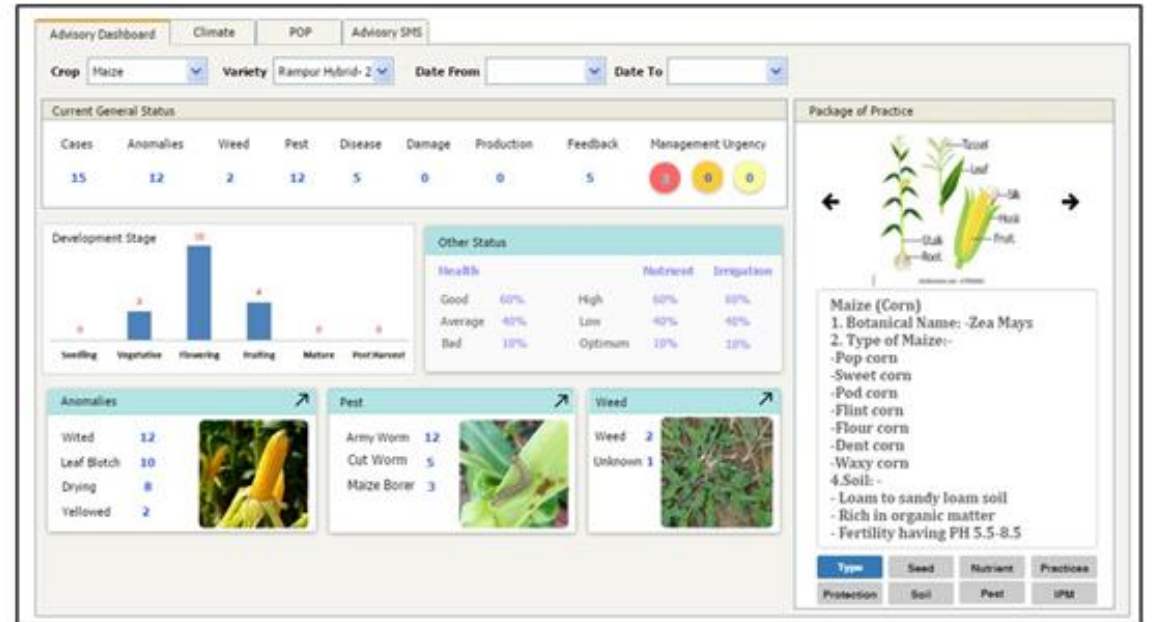 Advisory Dashboard Climate POP Advisory SMS
Crop Maize Variety Rampur Hybrid- 2 Date From Date To
Current General Status
Cases Anomalies Weed Pest Disease Damage Production Feedback Management Urgency
15 12 2 12 5 0 0 5 0 0
Development Stage
10
3
4
0 0 0
Seedling Vegetative Flowering Fruiting Mature Post Harvest
Other Status
Health Nutrient Irrigation
Good 60% High 60% 60%
Average 40% Low 40% 40%
Bad 10% Optimum 10% 10%
Anomalies
Wited 12
Leaf Blotch 10
Drying 8
Yellowed 2
Pest
Army Worm 12
Cut Worm 5
Maize Borer 3
Weed
Weed 2
Unknown 1
Package of Practice
Tassel
Leaf
Silk
Husk
Fruit
Stalk
Root
Maize (Corn)
1. Botanical Name: -Zea Mays
2. Type of Maize:-
-Pop corn
-Sweet corn
-Pod corn
-Flint corn
-Flour corn
-Dent corn
-Waxy corn
4.Soil: -
- Loam to sandy loam soil
- Rich in organic matter
- Fertility having PH 5.5-8.5
Type Seed Nutrient Practices
Protection Soil Pest IPM